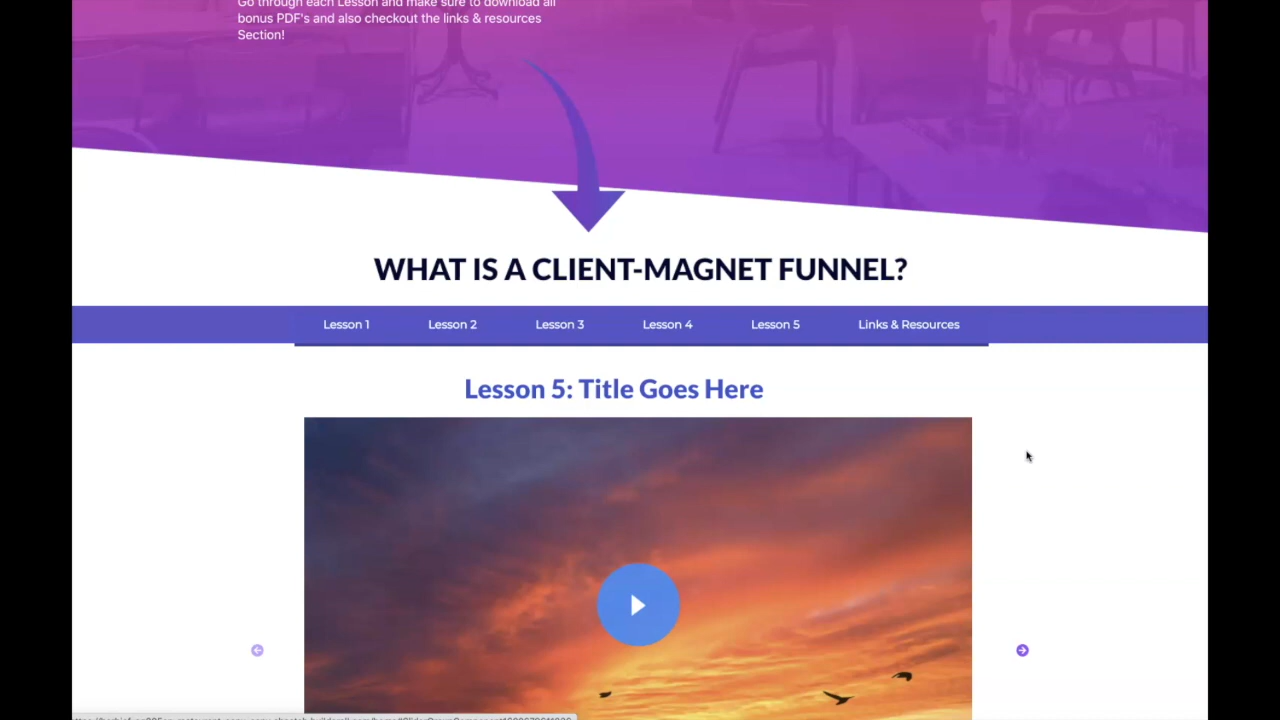 Go through each Lesson and make sure to download all
bonus PDF's and also checkout the links & resources
Section!
WHAT IS A CLIENT-MAGNET FUNNEL?
Lesson 1 Lesson 2 Lesson 3 Lesson 4 Lesson 5 Links & Resources
Lesson 5: Title Goes Here